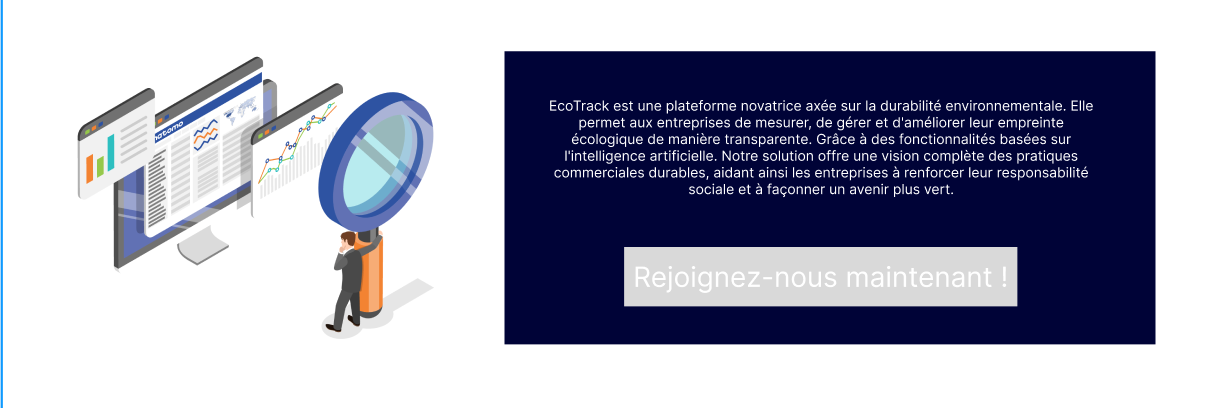 matomo
EcoTrack est une plateforme novatrice axée sur la durabilité environnementale. Elle
permet aux entreprises de mesurer, de gérer et d'améliorer leur empreinte
écologique de manière transparente. Grâce à des fonctionnalités basées sur
l'intelligence artificielle. Notre solution offre une vision complète des pratiques
commerciales durables, aidant ainsi les entreprises à renforcer leur responsabilité
sociale et à façonner un avenir plus vert.
Rejoignez-nous maintenant !